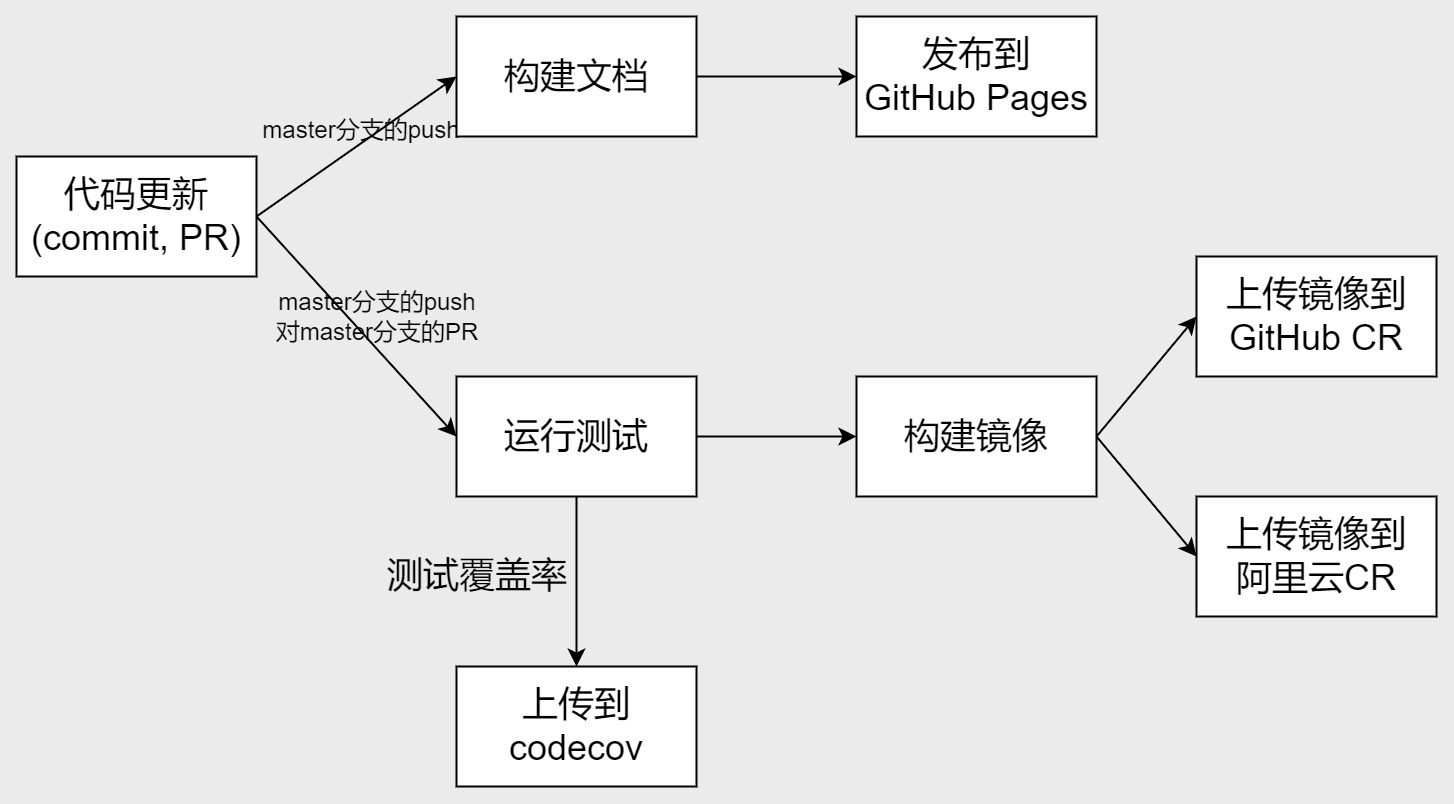 构建文档
发布到
GitHub Pages
master分支的push
代码更新
(commit, PR)
master分支的push
对master分支的PR
上传镜像到
GitHub CR
运行测试
构建镜像
上传镜像到
阿里云CR
测试覆盖率
上传到
codecov